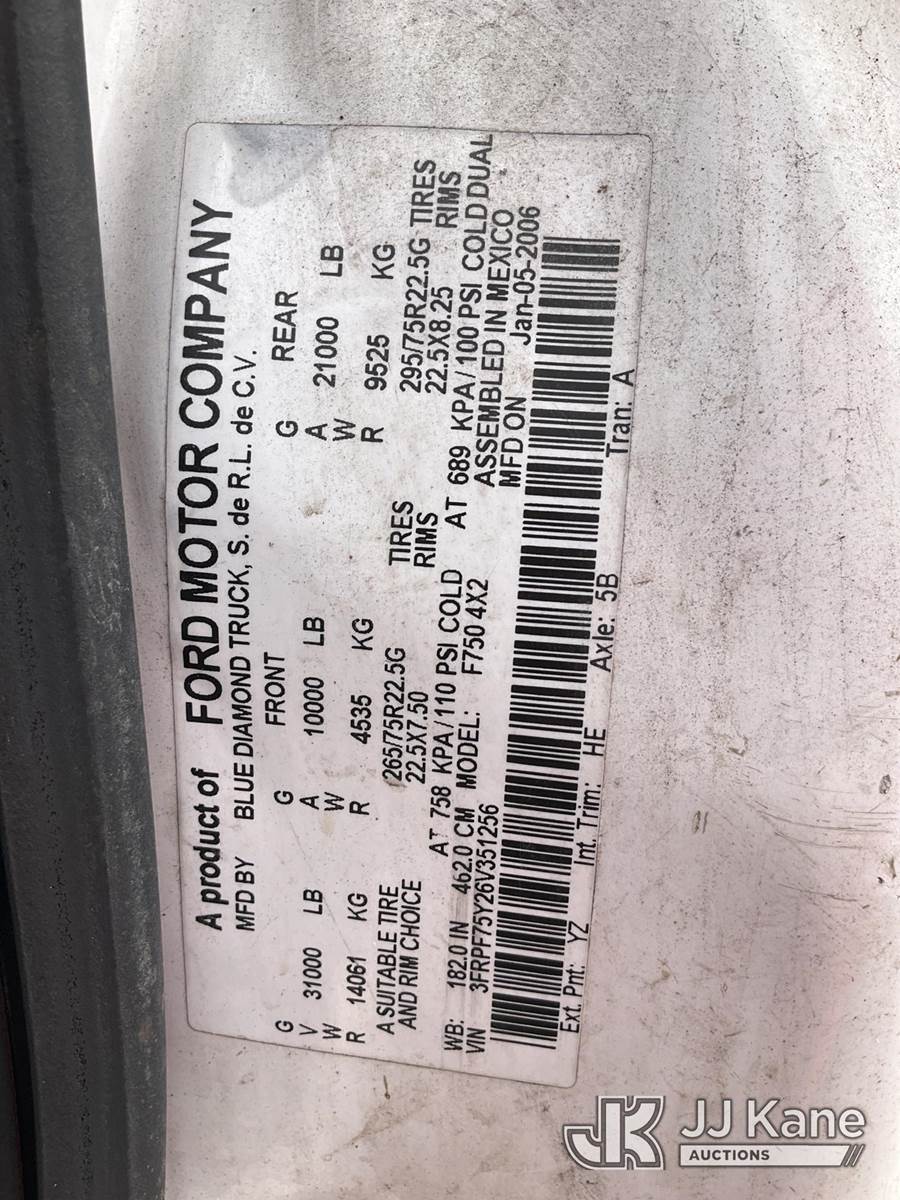 A product of FORD MOTOR COMPANY
MFD BY BLUE DIAMOND TRUCK, S. de R.L. de C.V.
G FRONT G REAR G
V 31000 LB A 10000 LB A 21000 LB
W W W
R 14061 KG R 4535 KG R 9525 KG
A SUITABLE TIRE 265/75R22.5G TIRES 295/75R22.5G TIRES
AND RIM CHOICE 22.5X7.50 RIMS 22.5X8.25 RIMS
AT 758 KPA/110 PSI COLD AT 689 KPA/100 PSI COLD DUAL
WB: 182.0 IN 462.0 CM MODEL: F750 4X2 ASSEMBLED IN MEXICO
VIN 3FRPF75Y26V351256 MFD ON Jan-05-2006
Ext. Pnt: YZ Int. Trim: HE Axle: 5B Tran: A
JK JJ Kane
AUCTIONS